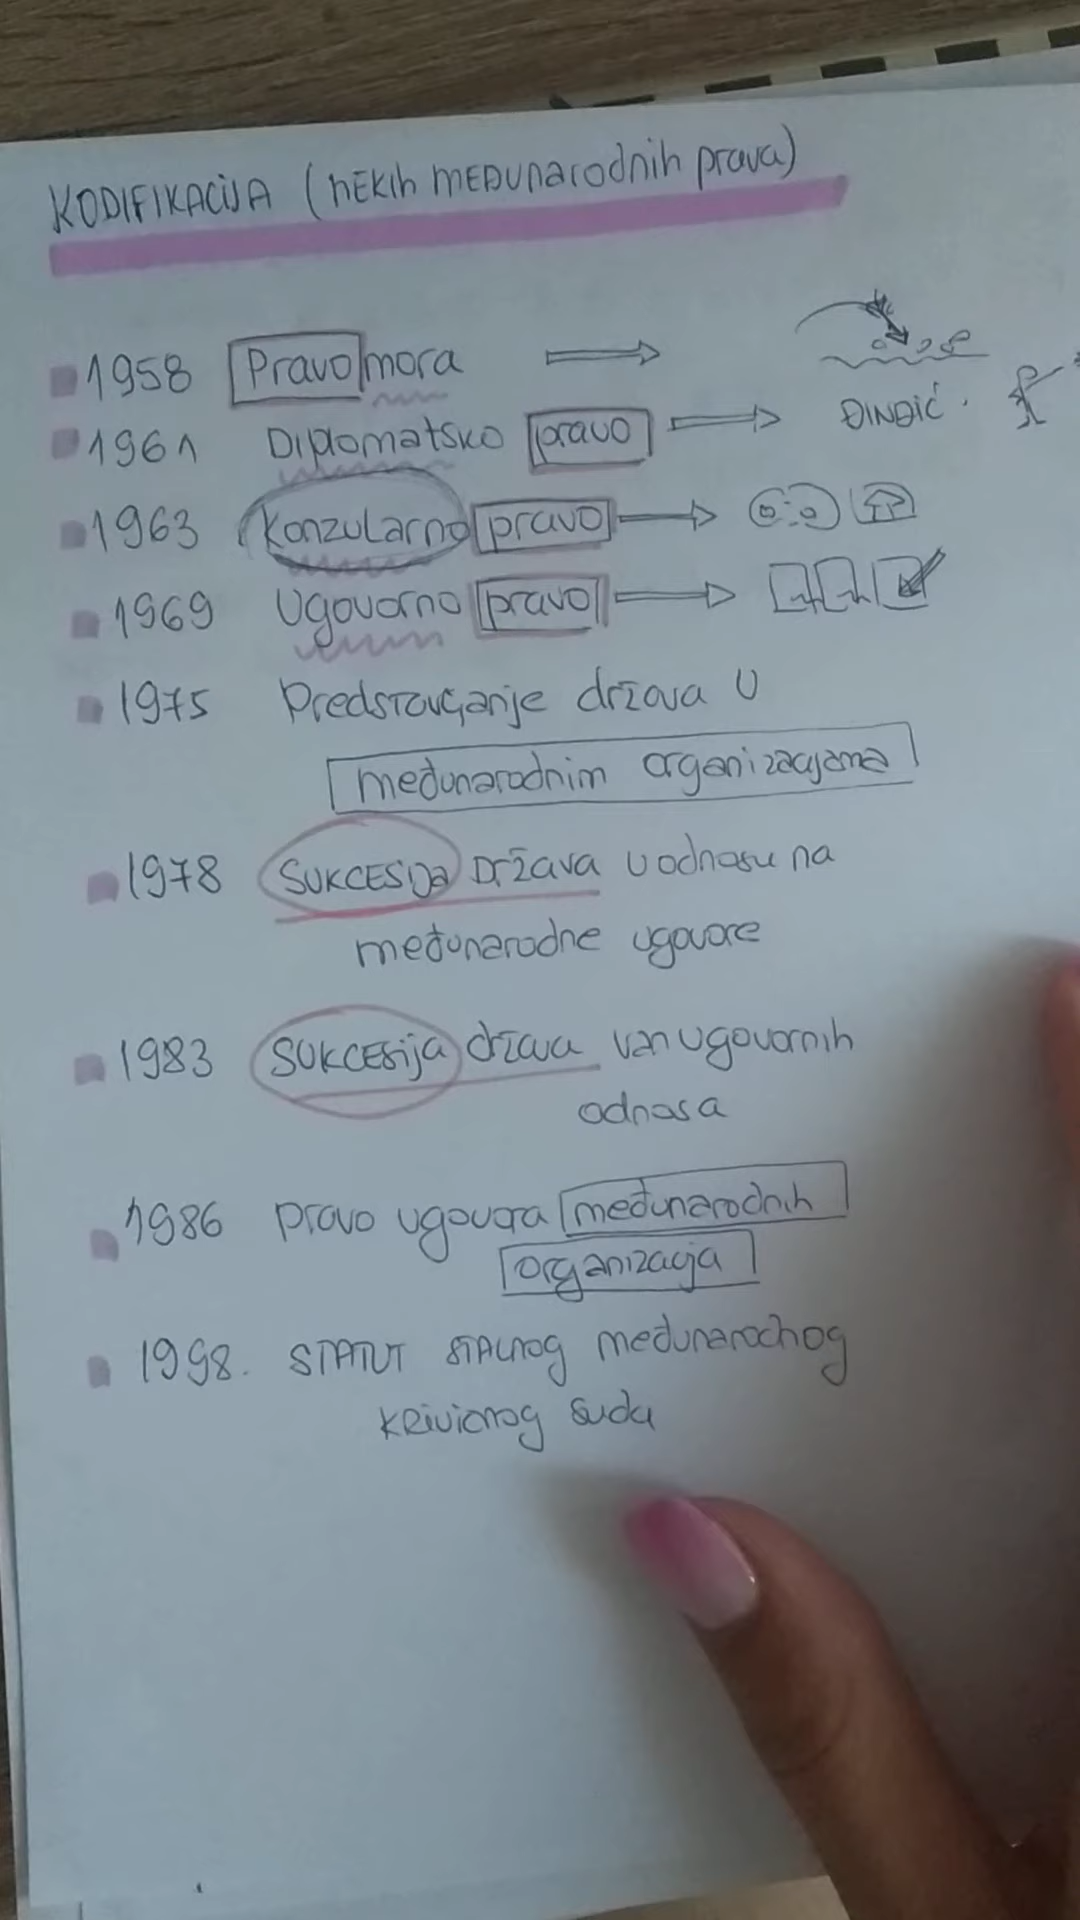 KODIFIKACIJA (nekih međunarodnih prava)
1958 Pravo mora
1961 Diplomatsko pravo
ĐINĐIĆ.
1963 Konzularno pravo
1969 Ugovorno pravo
1975 Predstavljanje država u
međunarodnim organizacijama
1978 SUKCESIJA DRŽAVA u odnosu na
međunarodne ugovore
1983 SUKCESIJA država van ugovornih
odnosa
1986 pravo ugovora međunarodnih
organizacija
1998. STATUT STALNOG međunarodnog
KRIVIČNOG suda